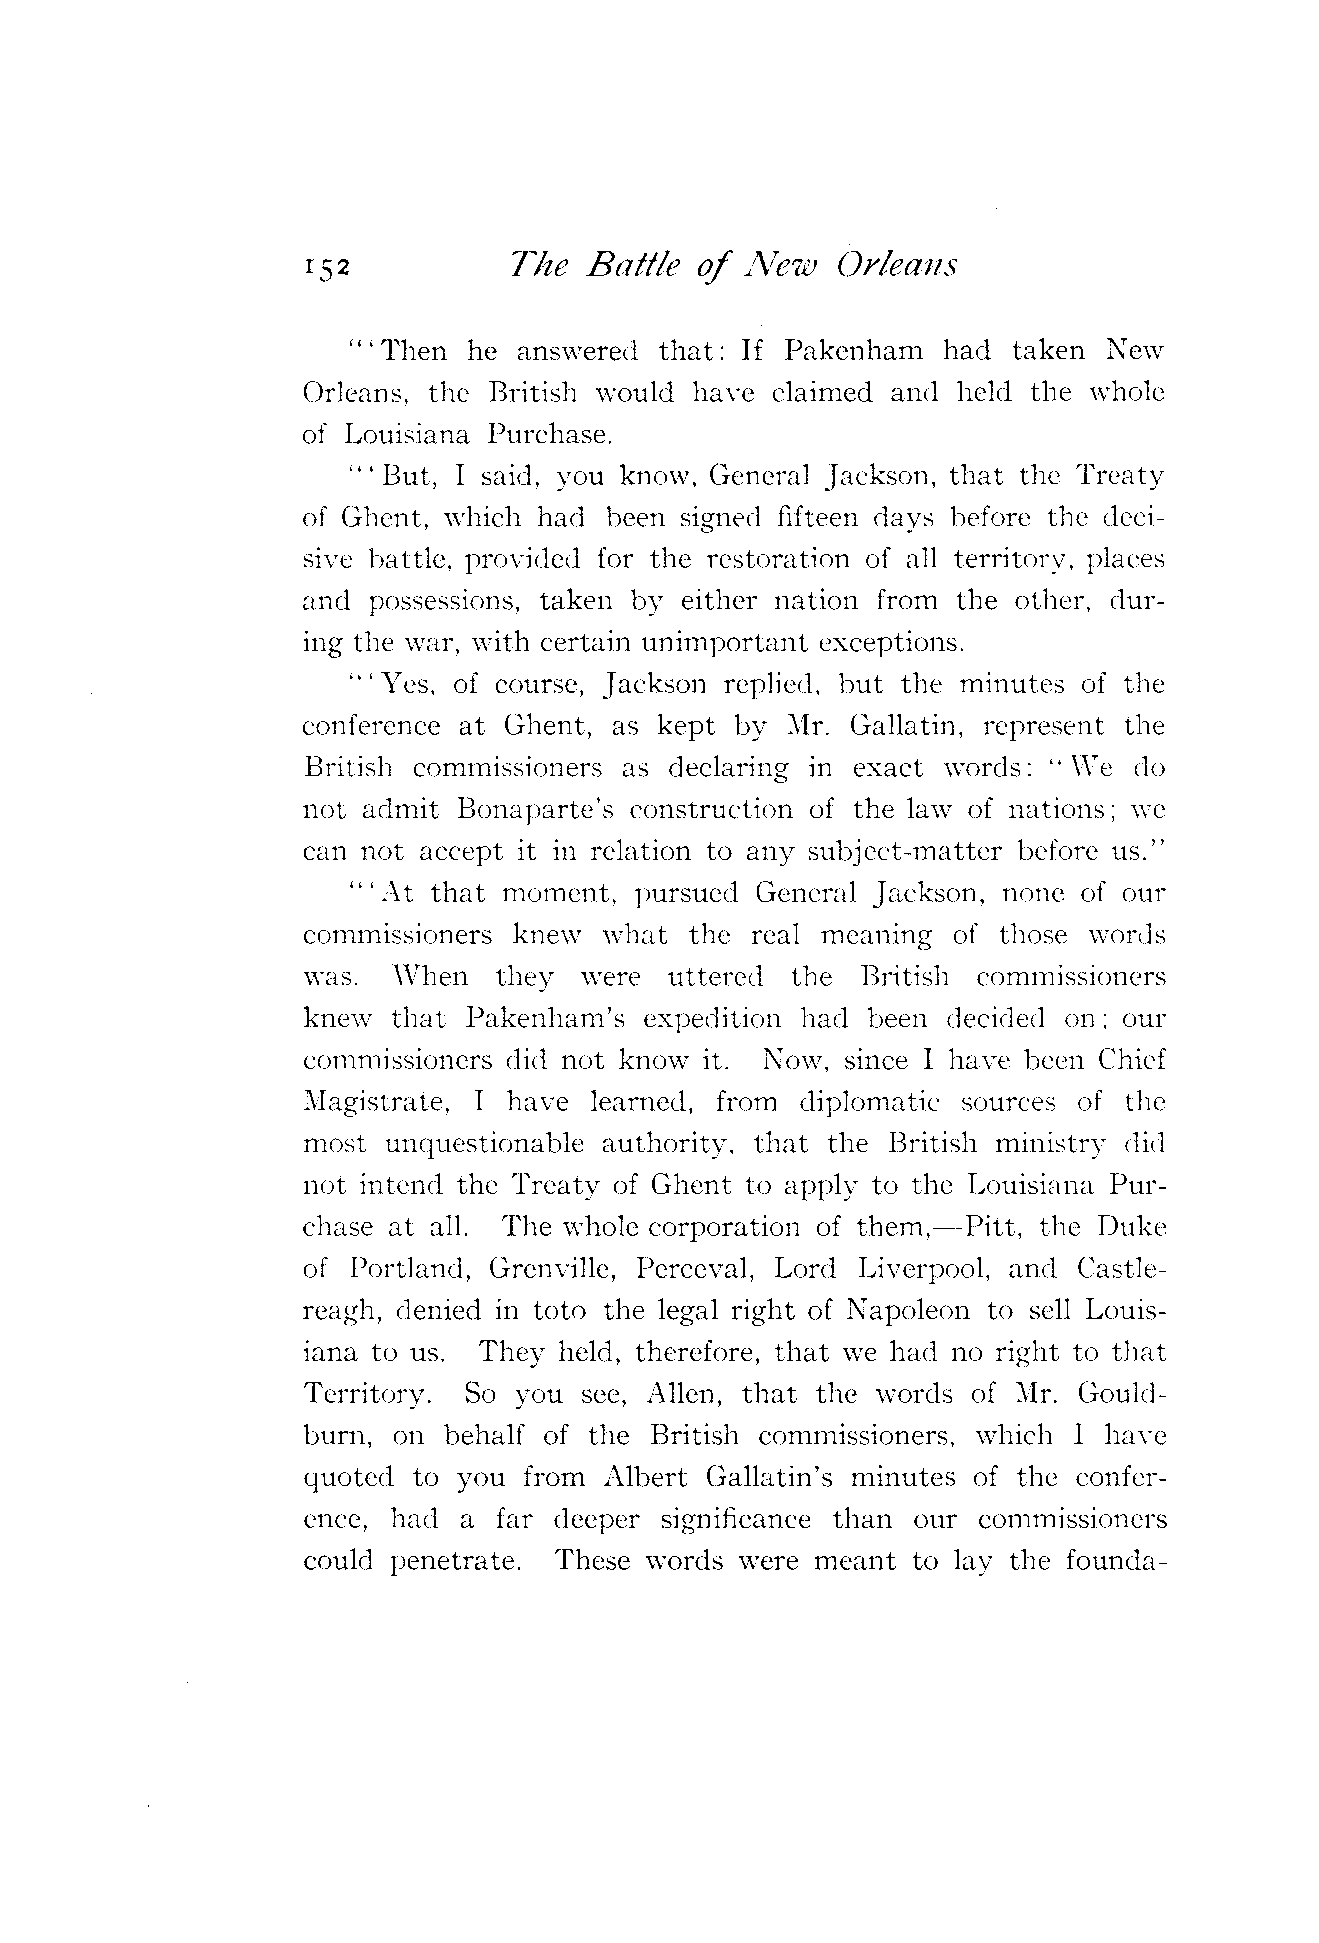 152 The Battle of New Orleans
"'Then he answered that: If Pakenham had taken New
Orleans, the British would have claimed and held the whole
of Louisiana Purchase.
"'But, I said, you know, General Jackson, that the Treaty
of Ghent, which had been signed fifteen days before the deci-
sive battle, provided for the restoration of all territory, places
and possessions, taken by either nation from the other, dur-
ing the war, with certain unimportant exceptions.
"'Yes, of course, Jackson replied, but the minutes of the
conference at Ghent, as kept by Mr. Gallatin, represent the
British commissioners as declaring in exact words: "We do
not admit Bonaparte's construction of the law of nations; we
can not accept it in relation to any subject-matter before us."
"'At that moment, pursued General Jackson, none of our
commissioners knew what the real meaning of those words
was. When they were uttered the British commissioners
knew that Pakenham's expedition had been decided on; our
commissioners did not know it. Now, since I have been Chief
Magistrate, I have learned, from diplomatic sources of the
most unquestionable authority, that the British ministry did
not intend the Treaty of Ghent to apply to the Louisiana Pur-
chase at all. The whole corporation of them,—Pitt, the Duke
of Portland, Grenville, Perceval, Lord Liverpool, and Castle-
reagh, denied in toto the legal right of Napoleon to sell Louis-
iana to us. They held, therefore, that we had no right to that
Territory. So you see, Allen, that the words of Mr. Gould-
burn, on behalf of the British commissioners, which I have
quoted to you from Albert Gallatin's minutes of the confer-
ence, had a far deeper significance than our commissioners
could penetrate. These words were meant to lay the founda-